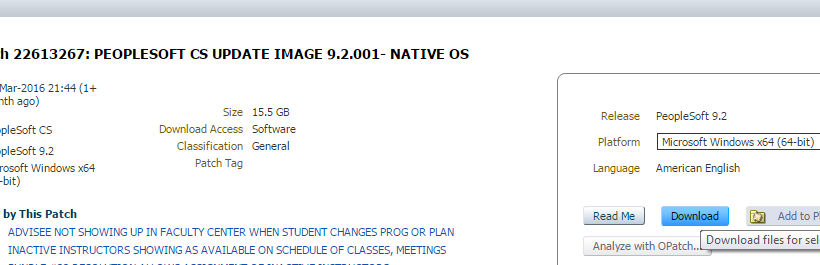 h 22613267: PEOPLESOFT CS UPDATE IMAGE 9.2.001- NATIVE OS
Mar-2016 21:44 (1+
nth ago)
opleSoft CS
opleSoft 9.2
crosoft Windows x64
-bit)
Size 15.5 GB
Download Access Software
Classification General
Patch Tag
Release PeopleSoft 9.2
Platform Microsoft Windows x64 (64-bit)
Language American English
Read Me Download Add to Pl
Analyze with OPatch... Download files for sel
by This Patch
ADVISEE NOT SHOWING UP IN FACULTY CENTER WHEN STUDENT CHANGES PROG OR PLAN
INACTIVE INSTRUCTORS SHOWING AS AVAILABLE ON SCHEDULE OF CLASSES, MEETINGS